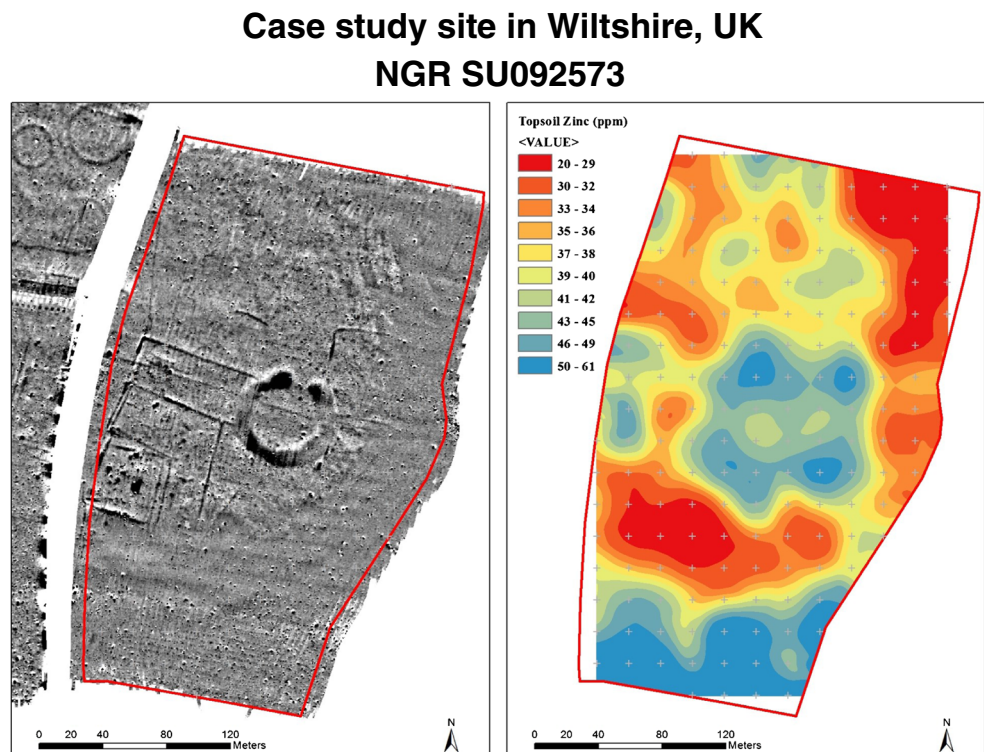 Case study site in Wiltshire, UK
NGR SU092573
Topsoil Zinc (ppm)
<VALUE>
20 - 29
30 - 32
33 - 34
35 - 36
37 - 38
39 - 40
41 - 42
43 - 45
46 - 49
50 - 61
N
0 20 40 80 120
Meters
N
0 20 40 80 120
Meters